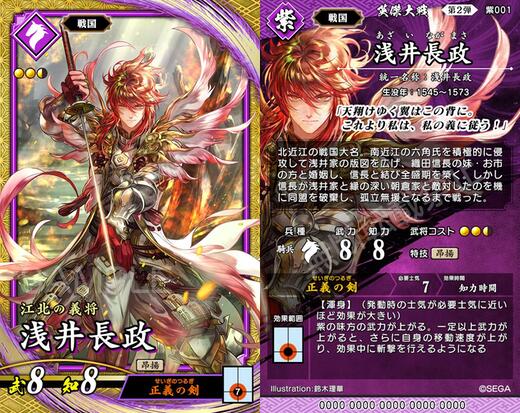 戦国
江北の義将
浅井長政
昂揚
武8 知8
せいぎのつるぎ
正義の剣
7
紫
戦国
英傑大戦
第2弾
紫001
あざい ながまさ
浅井長政
統一名称：浅井長政
生没年：1545～1573
「天翔けゆく翼はこの背に。
これより私は、私の義に従う！」
北近江の戦国大名。南近江の六角氏を積極的に侵
攻して浅井家の版図を広げ、織田信長の妹・お市
の方と婚姻し、信長と結び全盛期を築く。しかし
信長が浅井家と縁の深い朝倉家と敵対したのを機
に同盟を破棄し、孤立無援となるまで戦った。
兵種 武力 知力 武将コスト
騎兵 8 8 特技 昂揚
せいぎのつるぎ 必要士気 効果時間
正義の剣 7 知力時間
効果範囲
【渾身】（発動時の士気が必要士気に近い
ほど効果が大きい）
紫の味方の武力が上がる。一定以上武力が
上がると、さらに自身の移動速度が上が
り、効果中に斬撃を行えるようになる
Illustration:鈴木理華
©SEGA
0000 0000 0000 0000 0000